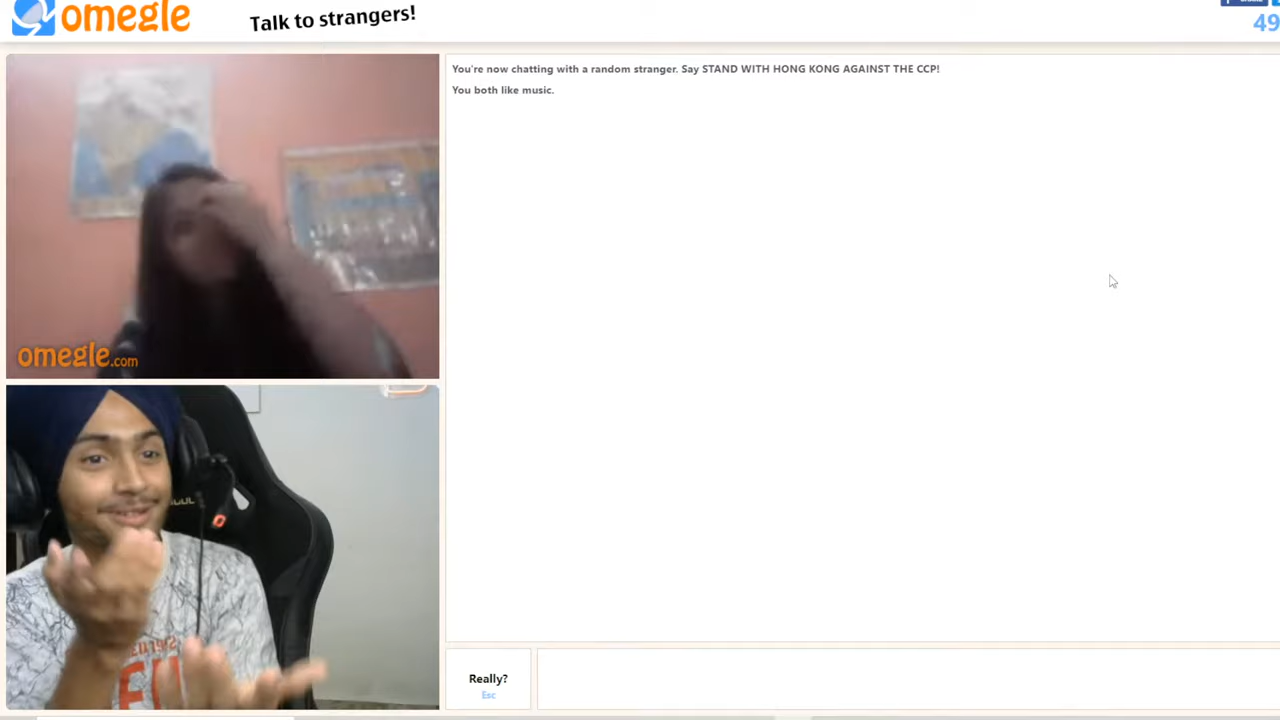 omegle
Talk to strangers!
49
You're now chatting with a random stranger. Say STAND WITH HONG KONG AGAINST THE CCP!
You both like music.
omegle.com
Really?
Esc